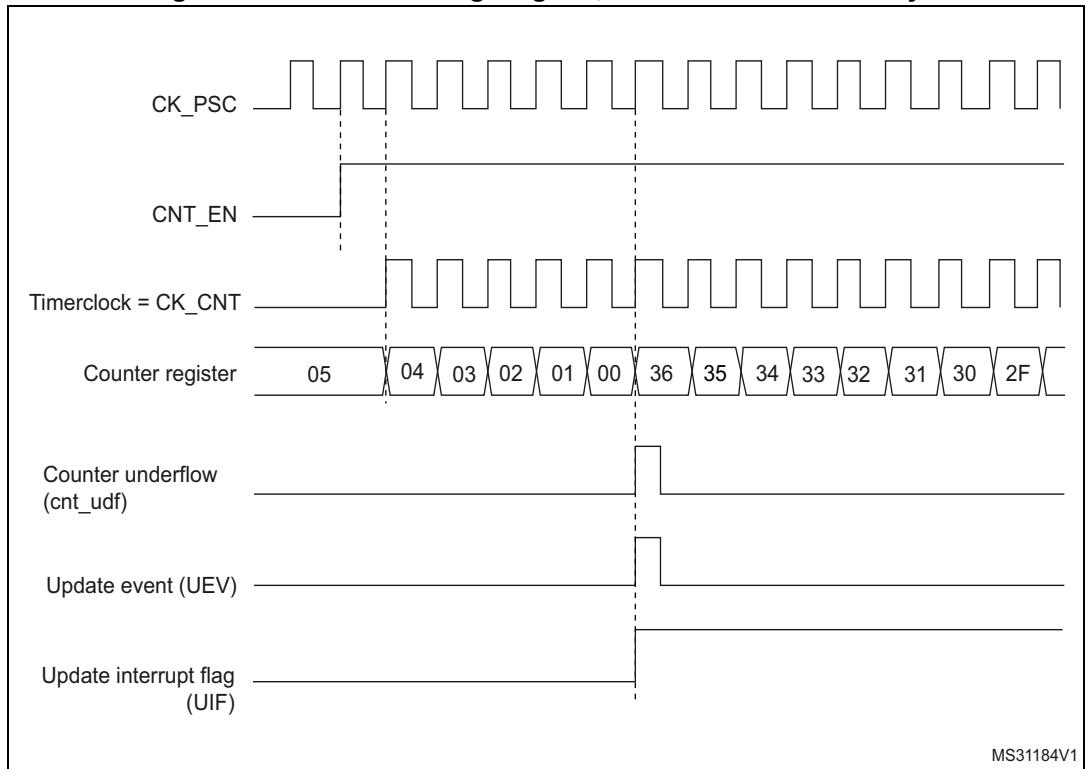 CK_PSC
CNT_EN
Timerclock = CK_CNT
Counter register 05 04 03 02 01 00 36 35 34 33 32 31 30 2F
Counter underflow
(cnt_udf)
Update event (UEV)
Update interrupt flag
(UIF)
MS31184V1